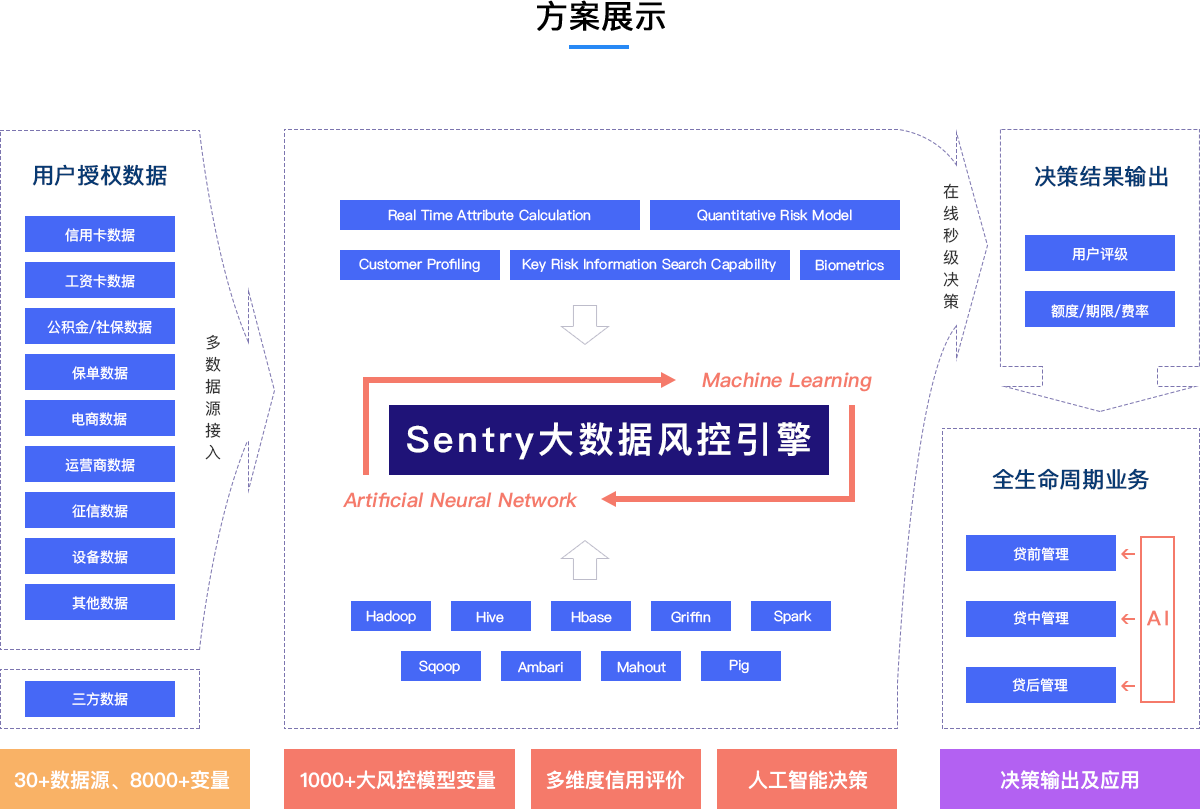 方案展示
用户授权数据
信用卡数据
工资卡数据
公积金/社保数据
保单数据
电商数据
运营商数据
征信数据
设备数据
其他数据
三方数据
多数据源接入
Real Time Attribute Calculation
Quantitative Risk Model
Customer Profiling
Key Risk Information Search Capability
Biometrics
Machine Learning
Sentry大数据风控引擎
Artificial Neural Network
Hadoop
Hive
Hbase
Griffin
Spark
Sqoop
Ambari
Mahout
Pig
在线秒级决策
决策结果输出
用户评级
额度/期限/费率
全生命周期业务
贷前管理
贷中管理
贷后管理
AI
30+数据源、8000+变量
1000+大风控模型变量
多维度信用评价
人工智能决策
决策输出及应用